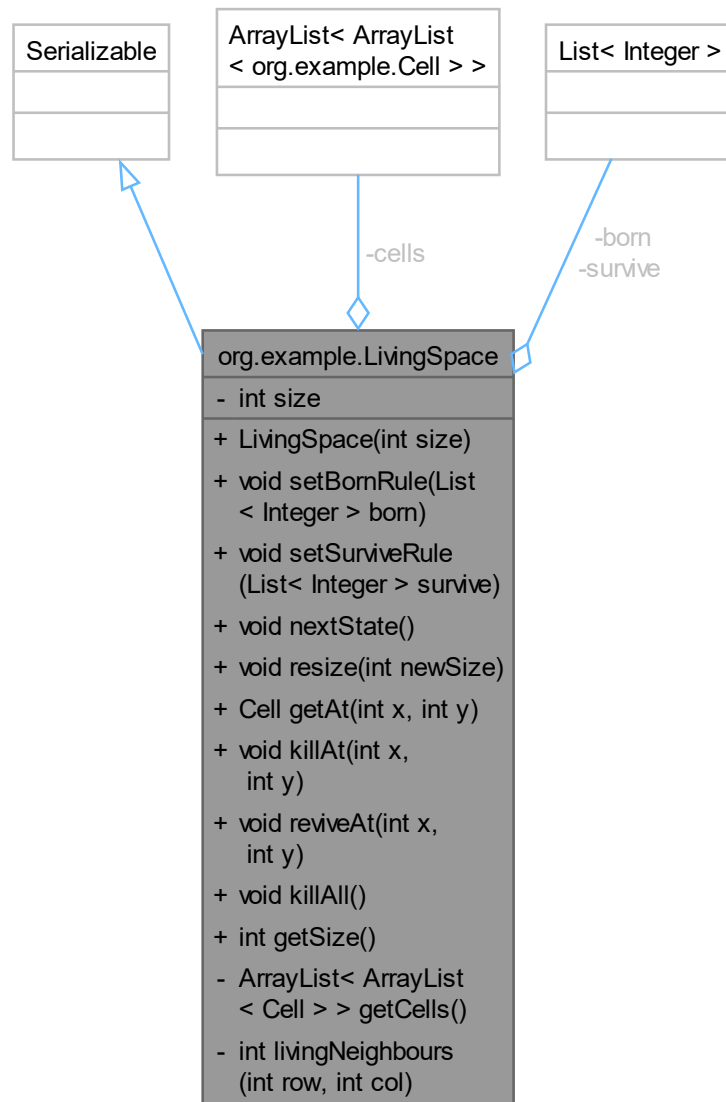 Serializable
ArrayList< ArrayList
< org.example.Cell > >
List< Integer >
-cells
-born
-survive
org.example.LivingSpace
- int size
+ LivingSpace(int size)
+ void setBornRule(List
< Integer > born)
+ void setSurviveRule
(List< Integer > survive)
+ void nextState()
+ void resize(int newSize)
+ Cell getAt(int x, int y)
+ void killAt(int x,
int y)
+ void reviveAt(int x,
int y)
+ void killAll()
+ int getSize()
- ArrayList< ArrayList
< Cell > > getCells()
- int livingNeighbours
(int row, int col)